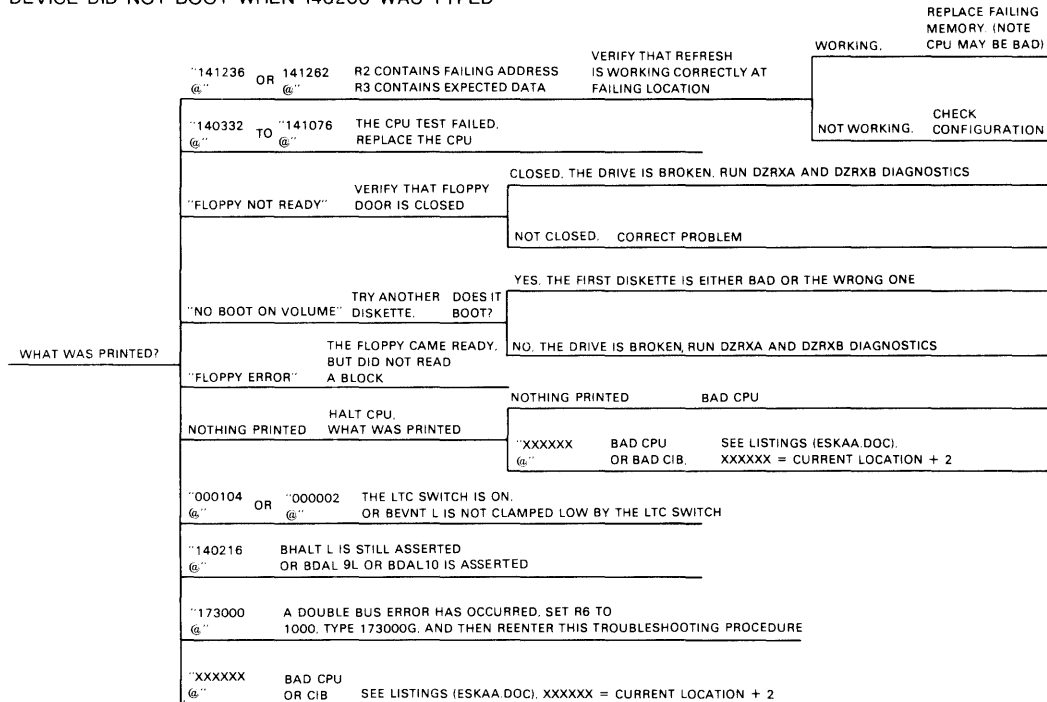 DEVICE DID NOT BOOT WHEN 140200 WAS TYPED
WHAT WAS PRINTED?
"141236 OR 141262 R2 CONTAINS FAILING ADDRESS
@" @" R3 CONTAINS EXPECTED DATA
VERIFY THAT REFRESH
IS WORKING CORRECTLY AT
FAILING LOCATION
WORKING.
REPLACE FAILING
MEMORY. (NOTE
CPU MAY BE BAD)
NOT WORKING.
CHECK
CONFIGURATION
"140332 TO "141076 THE CPU TEST FAILED,
@" @" REPLACE THE CPU
"FLOPPY NOT READY"
VERIFY THAT FLOPPY
DOOR IS CLOSED
CLOSED. THE DRIVE IS BROKEN. RUN DZRXA AND DZRXB DIAGNOSTICS
NOT CLOSED. CORRECT PROBLEM
"NO BOOT ON VOLUME"
TRY ANOTHER
DISKETTE.
DOES IT
BOOT?
YES. THE FIRST DISKETTE IS EITHER BAD OR THE WRONG ONE
NO. THE DRIVE IS BROKEN, RUN DZRXA AND DZRXB DIAGNOSTICS
"FLOPPY ERROR"
THE FLOPPY CAME READY,
BUT DID NOT READ
A BLOCK
NOTHING PRINTED
HALT CPU,
WHAT WAS PRINTED
NOTHING PRINTED BAD CPU
"XXXXXX BAD CPU SEE LISTINGS (ESKAA.DOC).
@" OR BAD CIB, XXXXXX = CURRENT LOCATION + 2
"000104 OR "000002 THE LTC SWITCH IS ON,
@" @" OR BEVNT L IS NOT CLAMPED LOW BY THE LTC SWITCH
"140216 BHALT L IS STILL ASSERTED
@" OR BDAL 9L OR BDAL10 IS ASSERTED
"173000 A DOUBLE BUS ERROR HAS OCCURRED, SET R6 TO
@" 1000, TYPE 173000G, AND THEN REENTER THIS TROUBLESHOOTING PROCEDURE
"XXXXXX BAD CPU
@" OR CIB SEE LISTINGS (ESKAA.DOC). XXXXXX = CURRENT LOCATION + 2